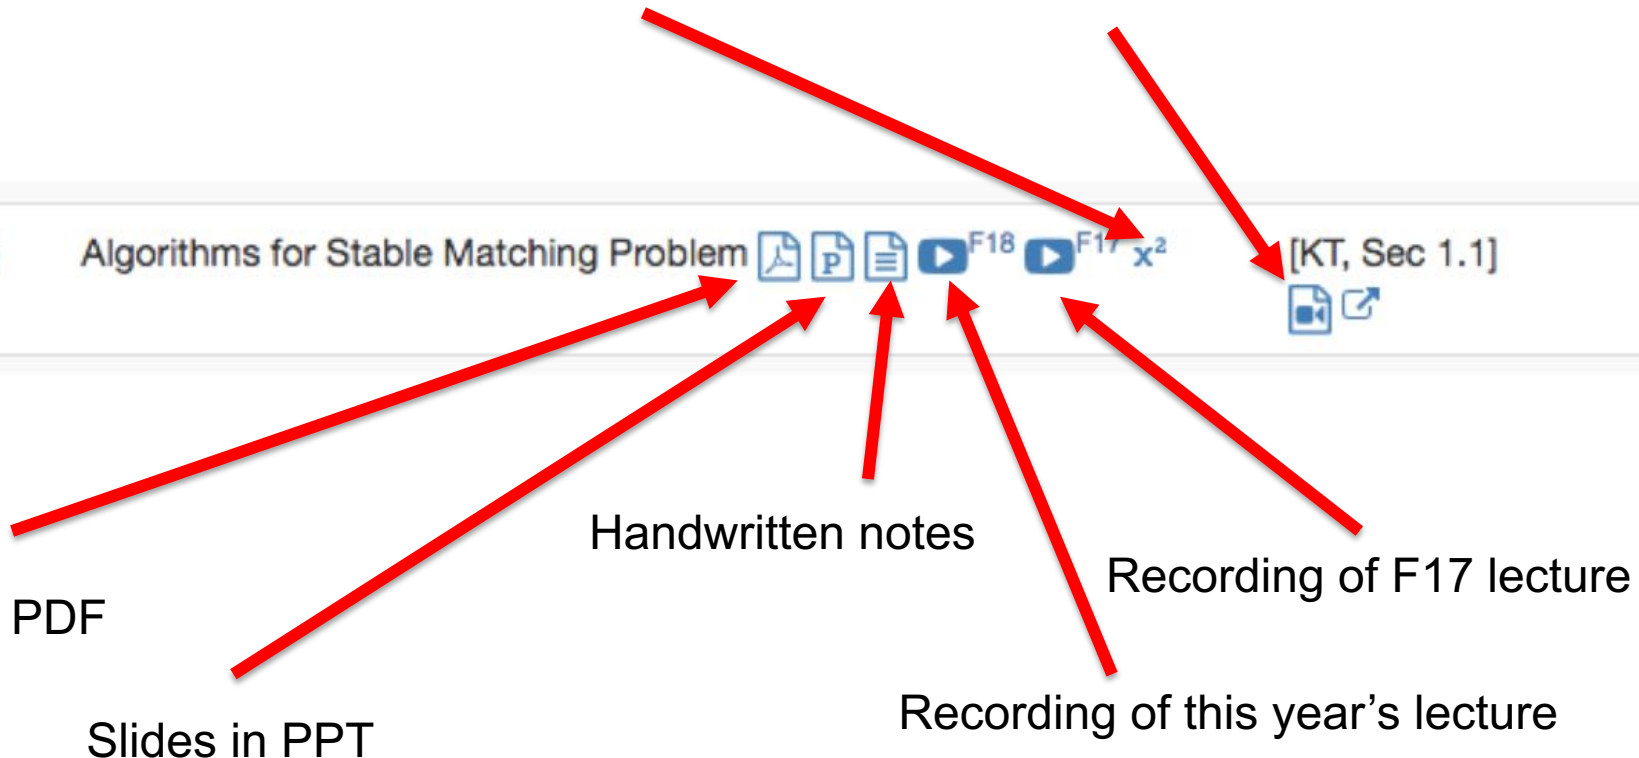 Algorithms for Stable Matching Problem P F18 F17 x² [KT, Sec 1.1]
Handwritten notes
Recording of F17 lecture
PDF
Recording of this year’s lecture
Slides in PPT